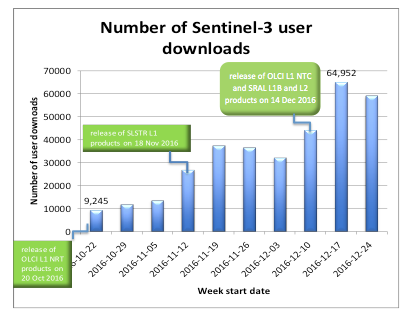 Number of Sentinel-3 user
downloads
Number of user downloads
70000
60000
50000
40000
30000
20000
10000
0
9,245
64,952
release of
OLCI L1 NRT
products on
20 Oct 2016
release of SLSTR L1
products on 18 Nov 2016
release of OLCI L1 NTC
and SRAL L1B and L2
products on 14 Dec 2016
6-10-22
2016-10-29
2016-11-05
2016-11-12
2016-11-19
2016-11-26
2016-12-03
2016-12-10
2016-12-17
2016-12-24
Week start date